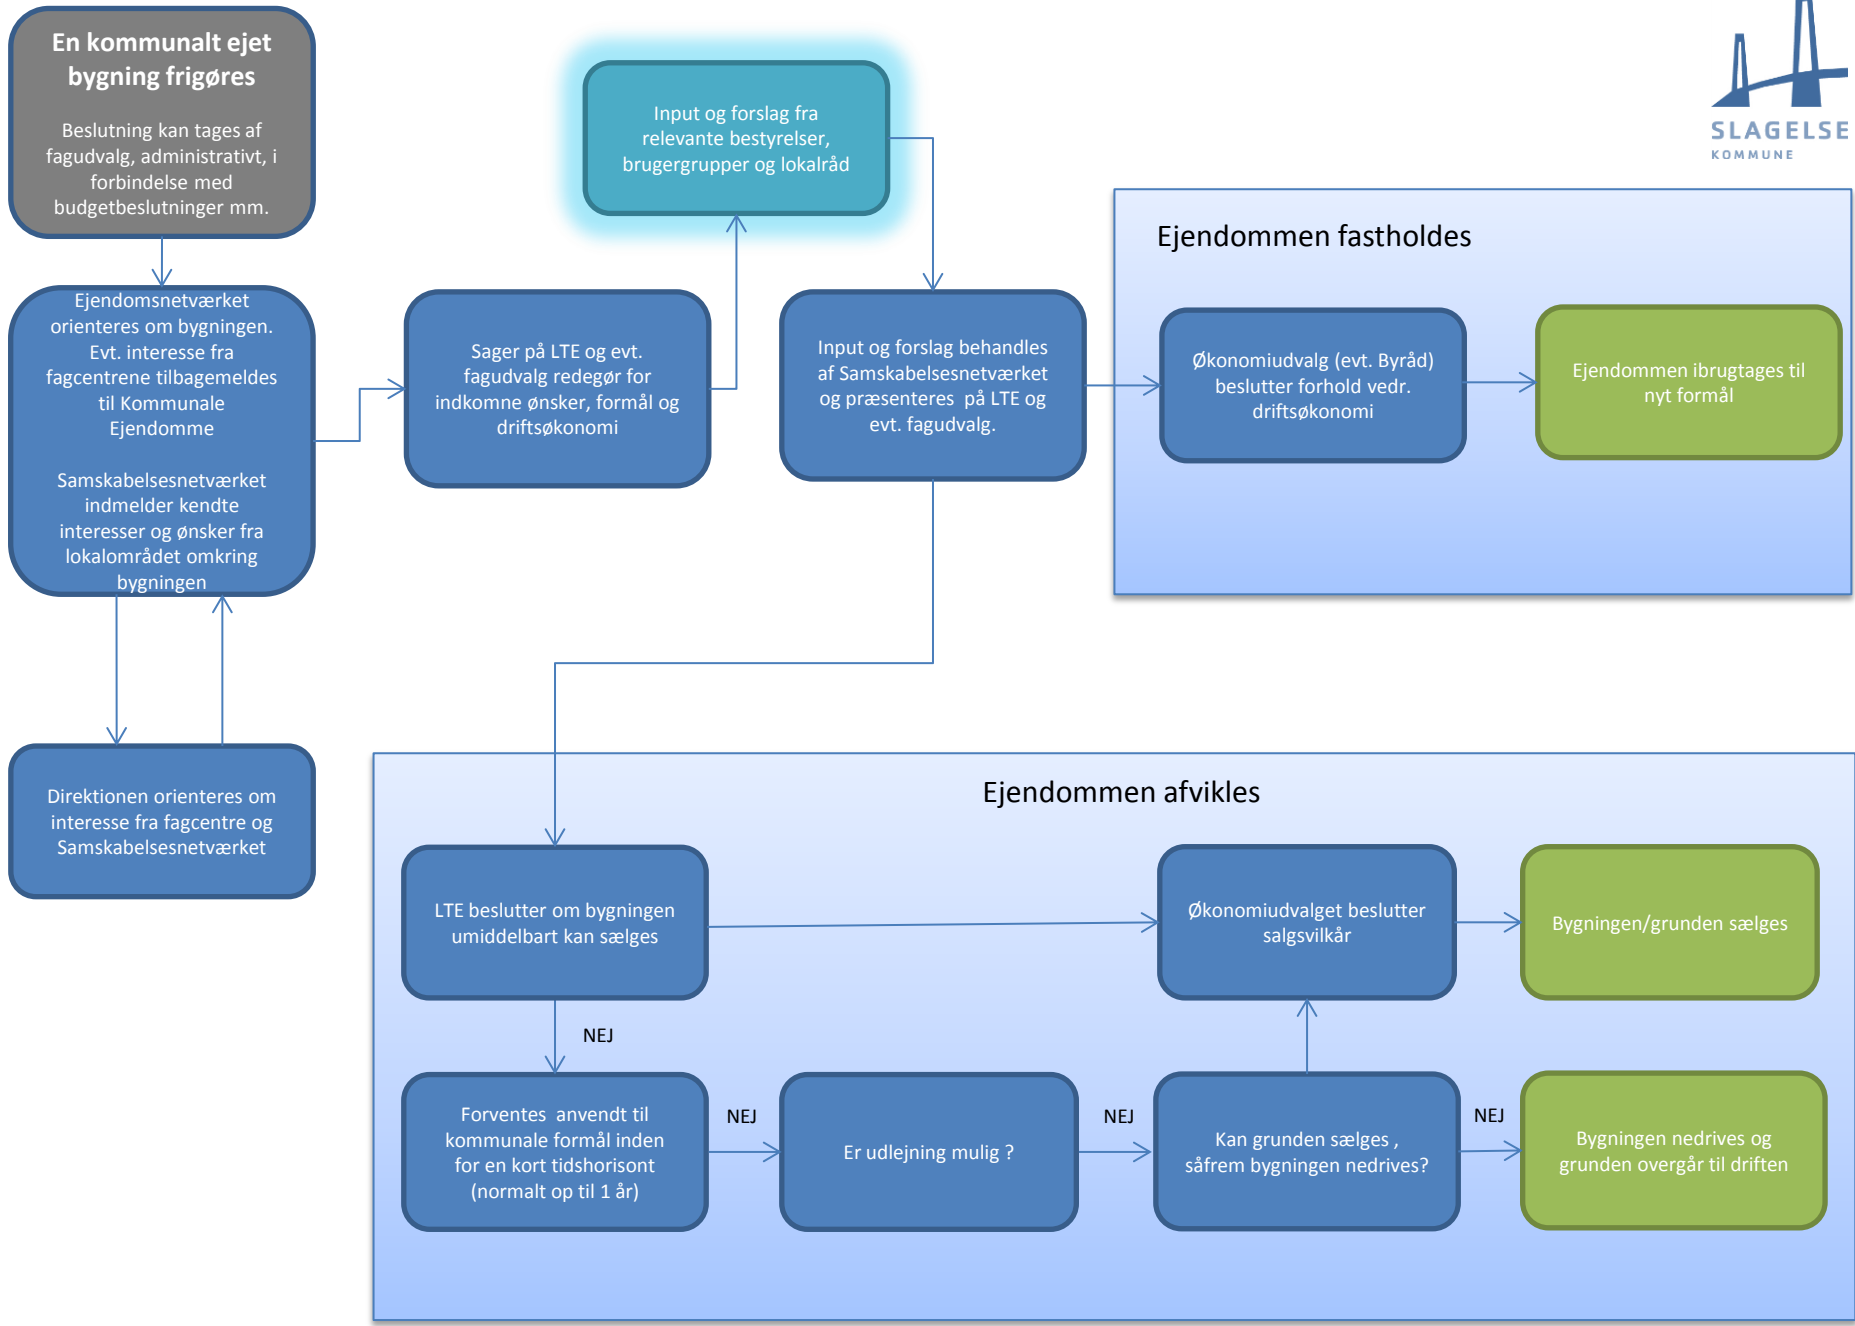 En kommunalt ejet
bygning frigøres
Beslutning kan tages af
fagudvalg, administrativt, i
forbindelse med
budgetbeslutninger mm.
Input og forslag fra
relevante bestyrelser,
brugergrupper og lokalråd
SLAGELSE
KOMMUNE
Ejendomsnetværket
orienteres om bygningen.
Evt. interesse fra
fagcentrene tilbagemeldes
til Kommunale
Ejendomme
Samskabelsesnetværket
indmelder kendte
interesser og ønsker fra
lokalområdet omkring
bygningen
Sager på LTE og evt.
fagudvalg redegør for
indkomne ønsker, formål og
driftsøkonomi
Input og forslag behandles
af Samskabelsesnetværket
og præsenteres på LTE og
evt. fagudvalg.
Ejendommen fastholdes
Økonomiudvalg (evt. Byråd)
beslutter forhold vedr.
driftsøkonomi
Ejendommen ibrugtages til
nyt formål
Direktionen orienteres om
interesse fra fagcentre og
Samskabelsesnetværket
Ejendommen afvikles
LTE beslutter om bygningen
umiddelbart kan sælges
Økonomiudvalget beslutter
salgsvilkår
Bygningen/grunden sælges
NEJ
Forventes anvendt til
kommunale formål inden
for en kort tidshorisont
(normalt op til 1 år)
NEJ
Er udlejning mulig ?
NEJ
Kan grunden sælges ,
såfrem bygningen nedrives?
NEJ
Bygningen nedrives og
grunden overgår til driften